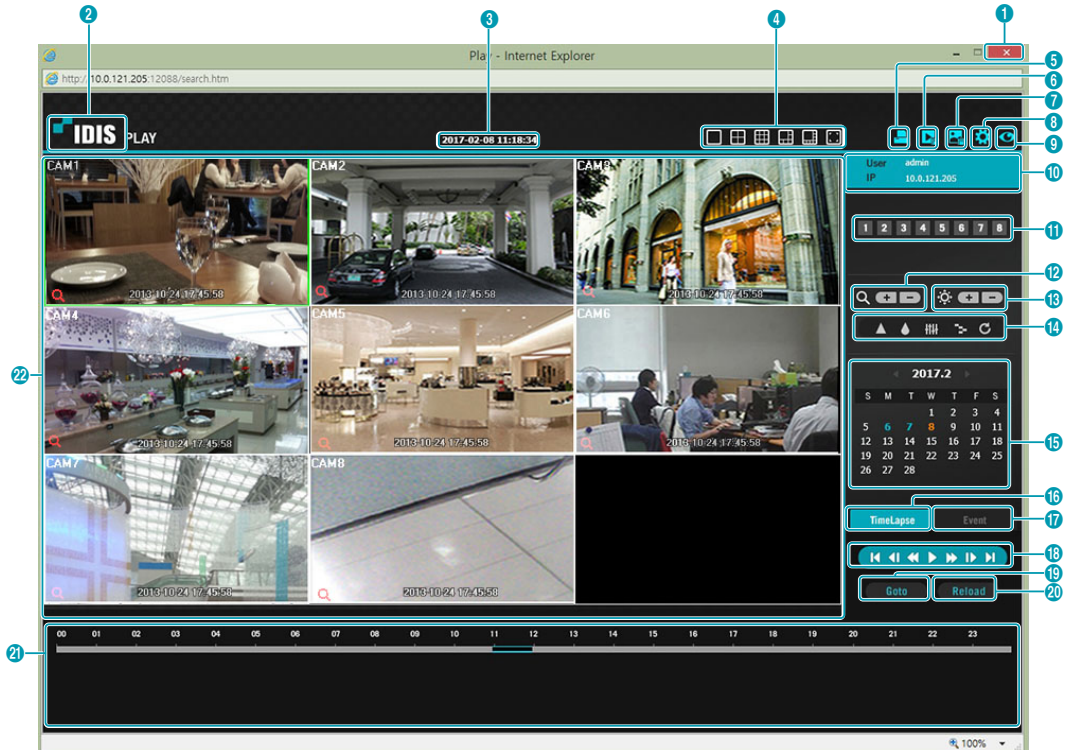 2
3
4
1
Play - Internet Explorer
http://10.0.121.205:12088/search.htm
5
6
7
8
9
IDIS PLAY
2017-02-08 11:18:34
User admin
IP 10.0.121.205
10
CAM1
CAM2
CAM3
1 2 3 4 5 6 7 8
11
12
13
2013-10-24 17:45:58
2013-10-24 17:45:58
2013-10-24 17:45:58
14
CAM4
CAM5
CAM6
22
2017.2
S M T W T F S
1 2 3 4
5 6 7 8 9 10 11
12 13 14 15 16 17 18
19 20 21 22 23 24 25
26 27 28
15
2013-10-24 17:45:58
2013-10-24 17:45:58
2013-10-24 17:45:58
CAM7
CAM8
16
TimeLapse
Event
17
18
19
Goto
Reload
20
2013-10-24 17:45:58
2013-10-24 17:45:58
00 01 02 03 04 05 06 07 08 09 10 11 12 13 14 15 16 17 18 19 20 21 22 23
21
100%